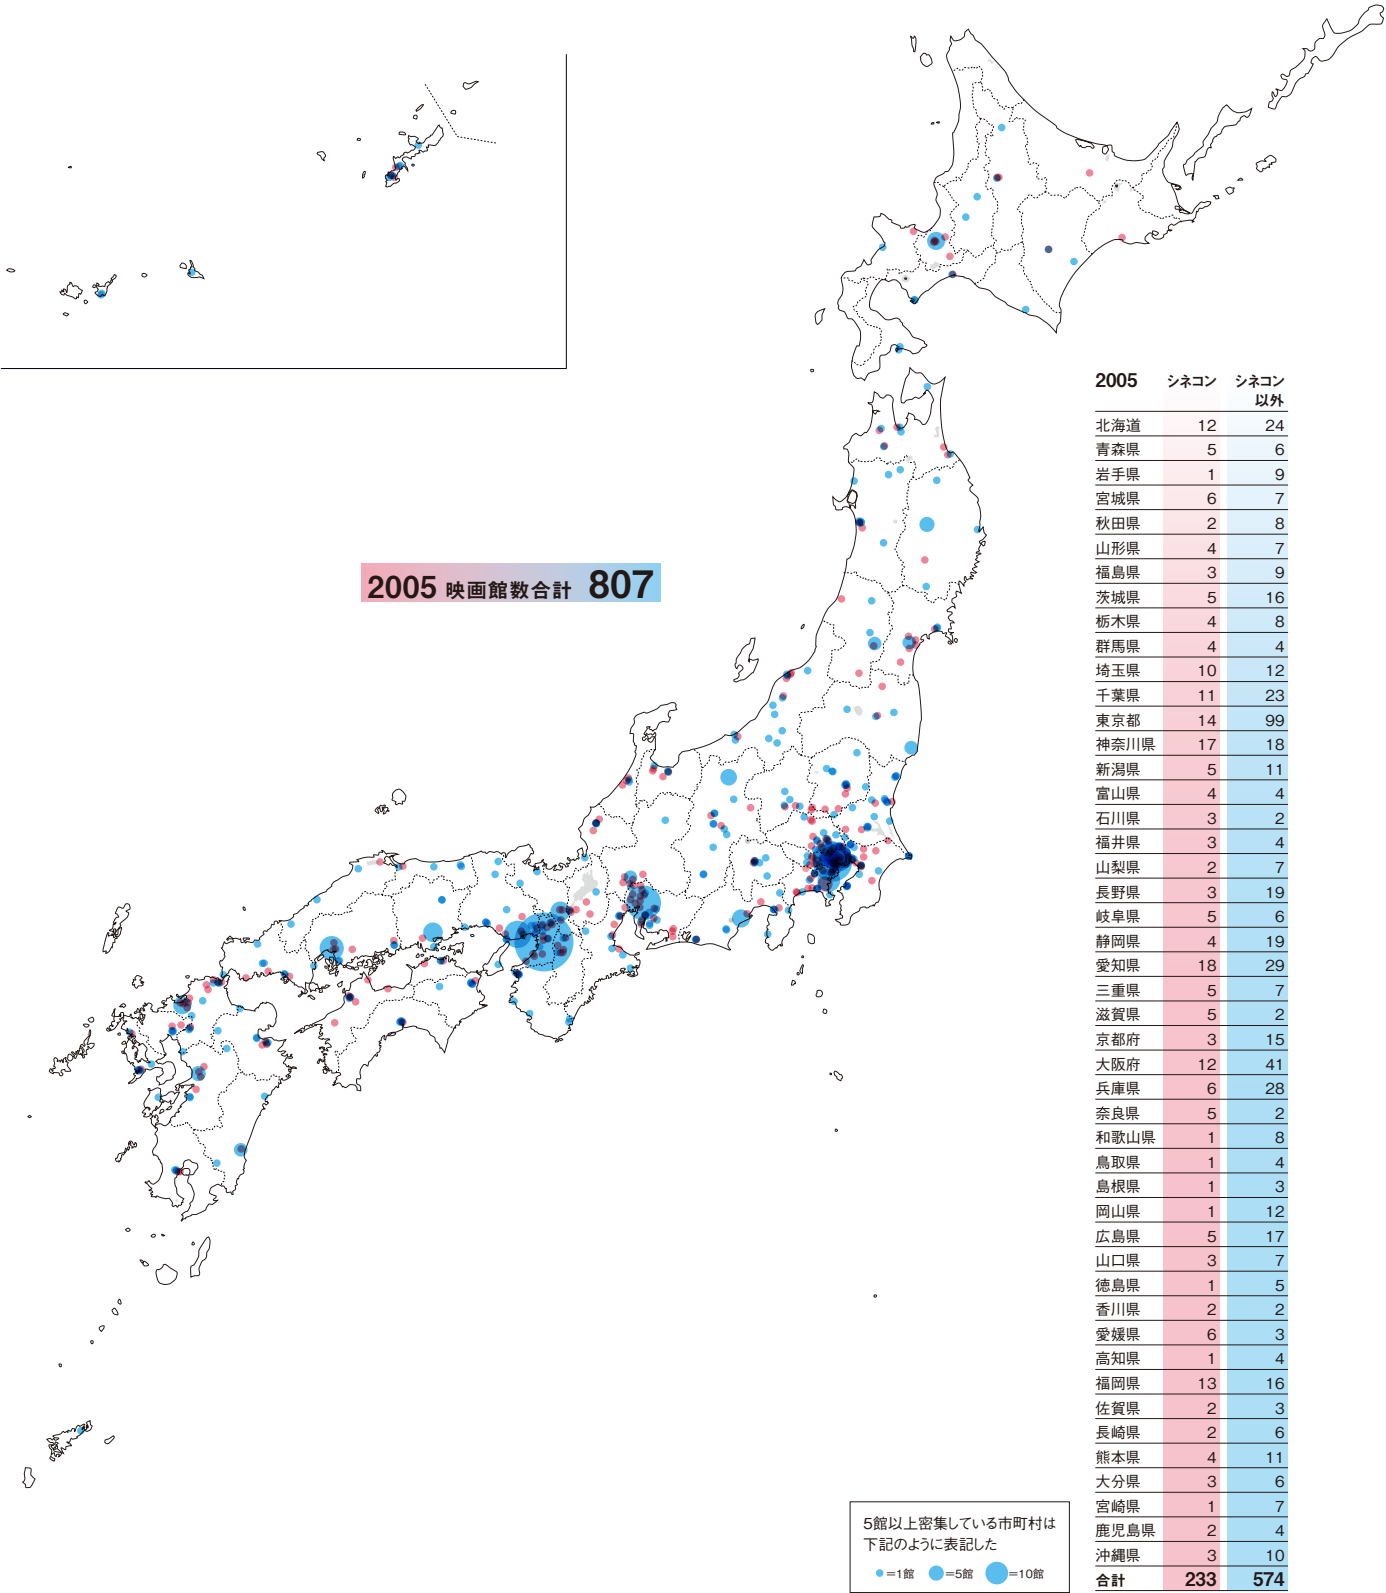 2005 シネコン シネコン
以外
北海道 12 24
青森県 5 6
岩手県 1 9
宮城県 6 7
秋田県 2 8
山形県 4 7
福島県 3 9
茨城県 5 16
栃木県 4 8
群馬県 4 4
埼玉県 10 12
千葉県 11 23
東京都 14 99
神奈川県 17 18
新潟県 5 11
富山県 4 4
石川県 3 2
福井県 3 4
山梨県 2 7
長野県 3 19
岐阜県 5 6
静岡県 4 19
愛知県 18 29
三重県 5 7
滋賀県 5 2
京都府 3 15
大阪府 12 41
兵庫県 6 28
奈良県 5 2
和歌山県 1 8
鳥取県 1 4
島根県 1 3
岡山県 1 12
広島県 5 17
山口県 3 7
徳島県 1 5
香川県 2 2
愛媛県 6 3
高知県 1 4
福岡県 13 16
佐賀県 2 3
長崎県 2 6
熊本県 4 11
大分県 3 6
宮崎県 1 7
鹿児島県 2 4
沖縄県 3 10
合計 233 574
2005 映画館数合計 807
5館以上密集している市町村は
下記のように表記した
=1館 =5館 =10館